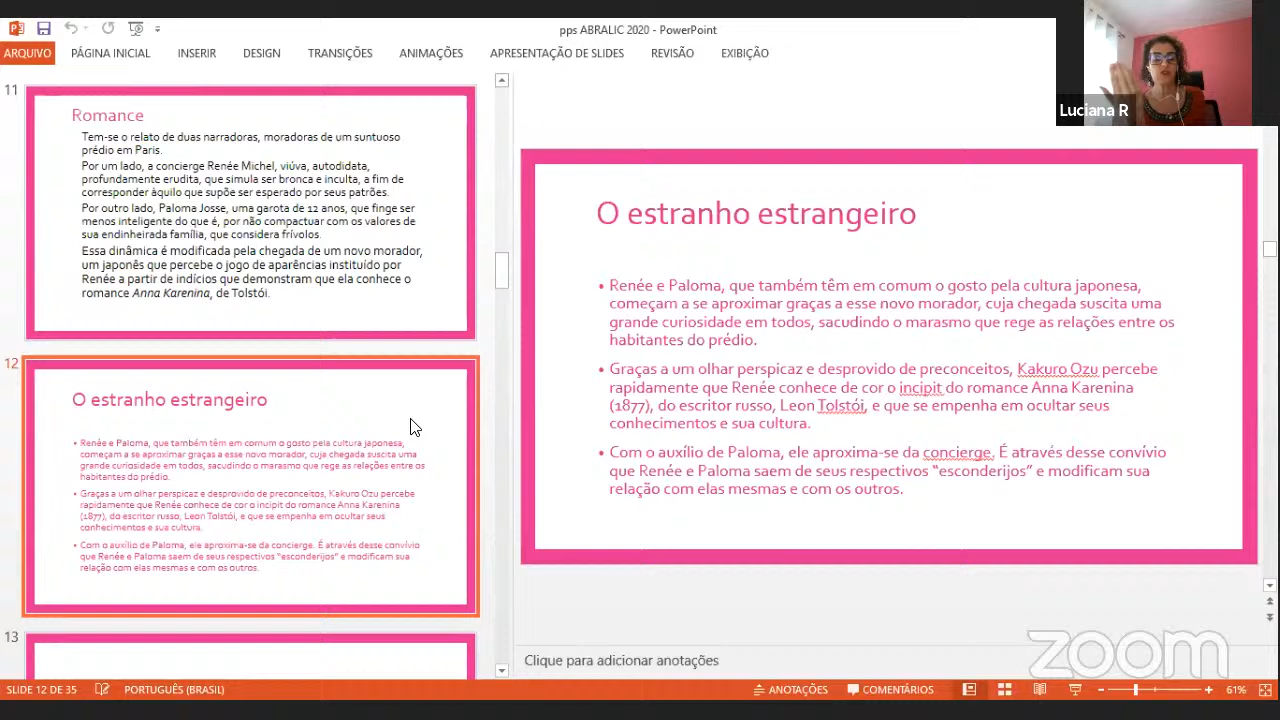 pps ABRALIC 2020 - PowerPoint
ARQUIVO PÁGINA INICIAL INSERIR DESIGN TRANSIÇÕES ANIMAÇÕES APRESENTAÇÃO DE SLIDES REVISÃO EXIBIÇÃO
Luciana R
11
Romance
Tem-se o relato de duas narradoras, moradoras de um suntuoso
prédio em Paris.
Por um lado, a concierge Renée Michel, viúva, autodidata,
profundamente erudita, que simula ser bronca e inculta, a fim de
corresponder àquilo que supõe ser esperado por seus patrões.
Por outro lado, Paloma Josse, uma garota de 12 anos, que finge ser
menos inteligente do que é, por não compactuar com os valores de
sua endinheirada família, que considera frívolos.
Essa dinâmica é modificada pela chegada de um novo morador,
um japonês que percebe o jogo de aparências instituído por
Renée a partir de indícios que demonstram que ela conhece o
romance Anna Karenina, de Tolstói.
12
O estranho estrangeiro
• Renée e Paloma, que também têm em comum o gosto pela cultura japonesa,
começam a se aproximar graças a esse novo morador, cuja chegada suscita uma
grande curiosidade em todos, sacudindo o marasmo que rege as relações entre os
habitantes do prédio.
• Graças a um olhar perspicaz e desprovido de preconceitos, Kakuro Ozu percebe
rapidamente que Renée conhece de cor o incipit do romance Anna Karenina
(1877), do escritor russo, Leon Tolstói, e que se empenha em ocultar seus
conhecimentos e sua cultura.
• Com o auxílio de Paloma, ele aproxima-se da concierge. É através desse convívio
que Renée e Paloma saem de seus respectivos "esconderijos" e modificam sua
relação com elas mesmas e com os outros.
13
O estranho estrangeiro
• Renée e Paloma, que também têm em comum o gosto pela cultura japonesa,
começam a se aproximar graças a esse novo morador, cuja chegada suscita uma
grande curiosidade em todos, sacudindo o marasmo que rege as relações entre os
habitantes do prédio.
• Graças a um olhar perspicaz e desprovido de preconceitos, Kakuro Ozu percebe
rapidamente que Renée conhece de cor o incipit do romance Anna Karenina
(1877), do escritor russo, Leon Tolstói, e que se empenha em ocultar seus
conhecimentos e sua cultura.
• Com o auxílio de Paloma, ele aproxima-se da concierge. É através desse convívio
que Renée e Paloma saem de seus respectivos "esconderijos" e modificam sua
relação com elas mesmas e com os outros.
Clique para adicionar anotações
zoom
SLIDE 12 DE 35 PORTUGUÊS (BRASIL) ANOTAÇÕES COMENTÁRIOS 61%